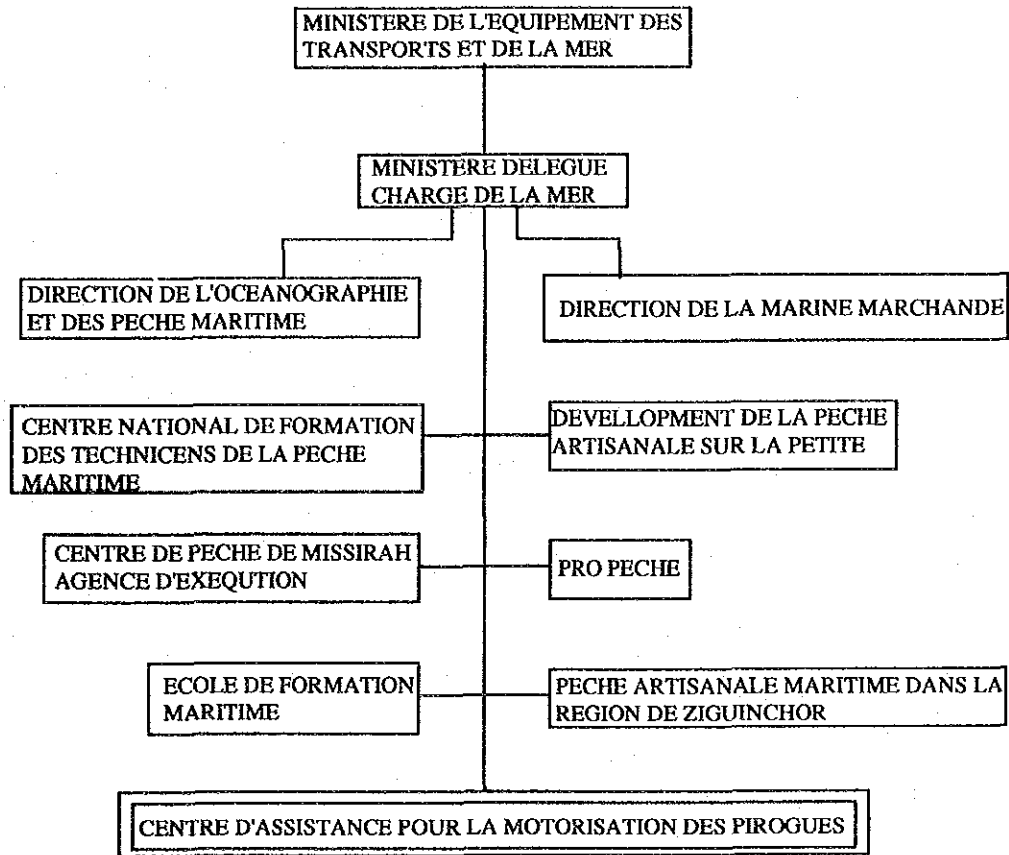 MINISTERE DE L'EQUIPEMENT DES
TRANSPORTS ET DE LA MER
MINISTERE DELEGUE
CHARGE DE LA MER
DIRECTION DE L'OCEANOGRAPHIE
ET DES PECHE MARITIME
DIRECTION DE LA MARINE MARCHANDE
CENTRE NATIONAL DE FORMATION
DES TECHNICENS DE LA PECHE
MARITIME
DEVELLOPMENT DE LA PECHE
ARTISANALE SUR LA PETITE
CENTRE DE PECHE DE MISSIRAH
AGENCE D'EXEQUTION
PRO PECHE
ECOLE DE FORMATION
MARITIME
PECHE ARTISANALE MARITIME DANS LA
REGION DE ZIGUINCHOR
CENTRE D'ASSISTANCE POUR LA MOTORISATION DES PIROGUES